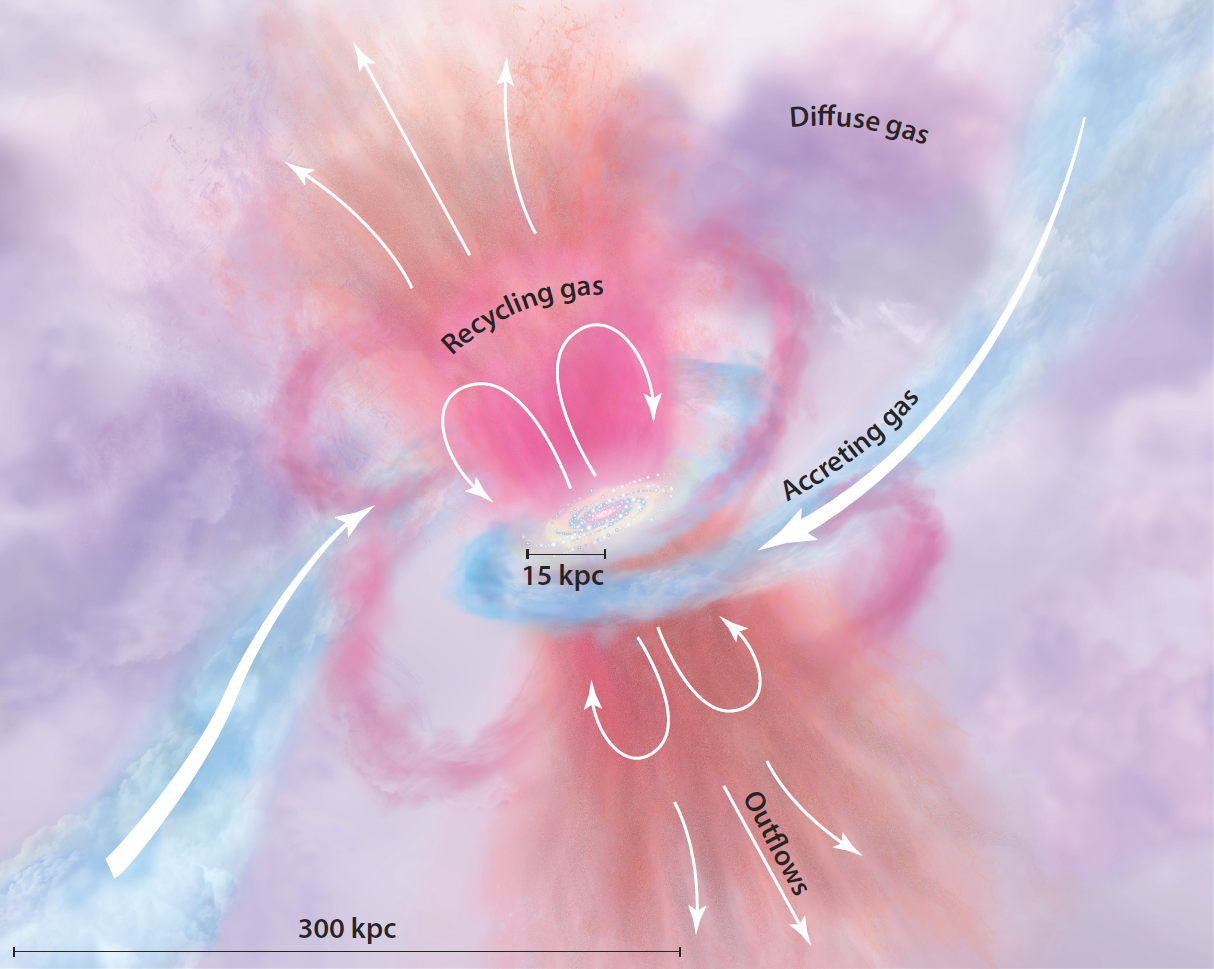 Diffuse gas
Recycling gas
Accreting gas
15 kpc
Outflows
300 kpc